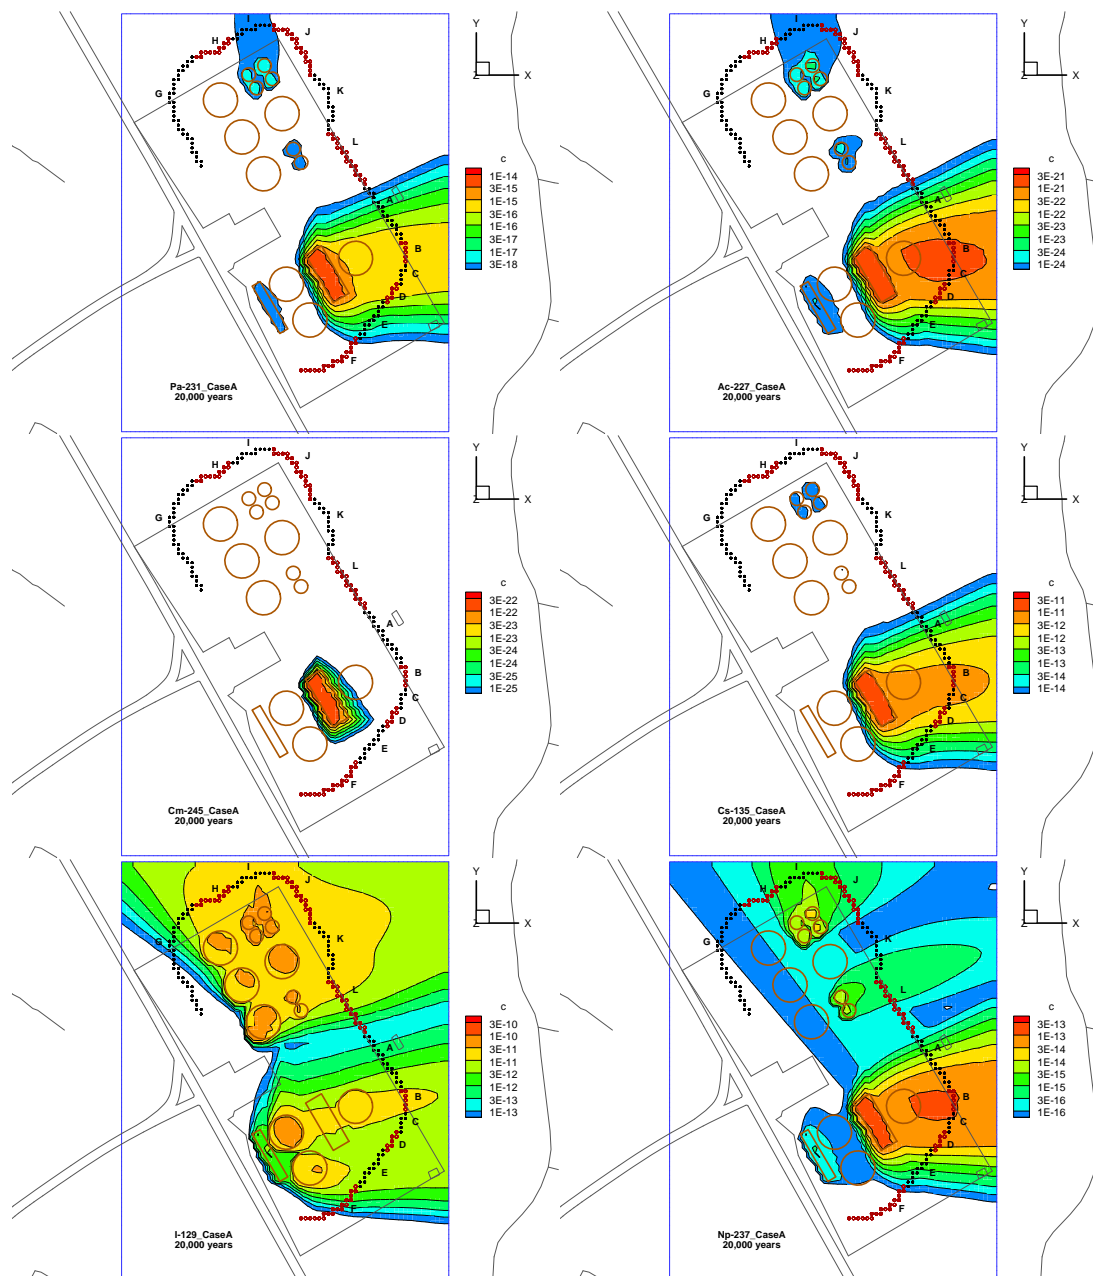 I
J
H
K
G
L
A
B
C
D
E
F
Y
Z
X
c
1E-14
3E-15
1E-15
3E-16
1E-16
3E-17
1E-17
3E-18
Pa-231_CaseA
20,000 years
I
J
H
K
G
L
A
B
C
D
E
F
Y
Z
X
c
3E-21
1E-21
3E-22
1E-22
3E-23
1E-23
3E-24
1E-24
Ac-227_CaseA
20,000 years
I
J
H
K
G
L
A
B
C
D
E
F
Y
Z
X
c
3E-22
1E-22
3E-23
1E-23
3E-24
1E-24
3E-25
1E-25
Cm-245_CaseA
20,000 years
I
J
H
K
G
L
A
B
C
D
E
F
Y
Z
X
c
3E-11
1E-11
3E-12
1E-12
3E-13
1E-13
3E-14
1E-14
Cs-135_CaseA
20,000 years
I
J
H
K
G
L
A
B
C
D
E
F
Y
Z
X
c
3E-10
1E-10
3E-11
1E-11
3E-12
1E-12
3E-13
1E-13
I-129_CaseA
20,000 years
I
J
H
K
G
L
A
B
C
D
E
F
Y
Z
X
c
3E-13
1E-13
3E-14
1E-14
3E-15
1E-15
3E-16
1E-16
Np-237_CaseA
20,000 years